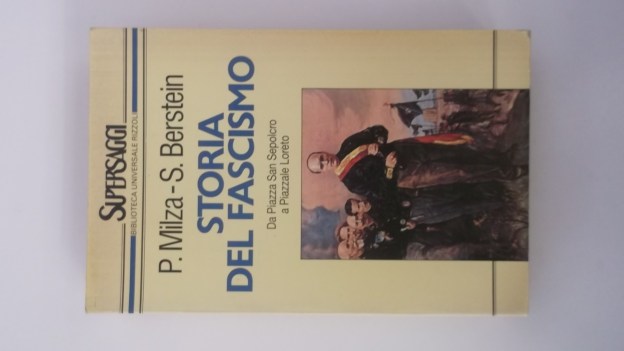 SUPERSAGGI
BIBLIOTECA UNIVERSALE RIZZOLI
P. Milza-S. Berstein
STORIA
DEL FASCISMO
Da Piazza San Sepolcro
a Piazzale Loreto